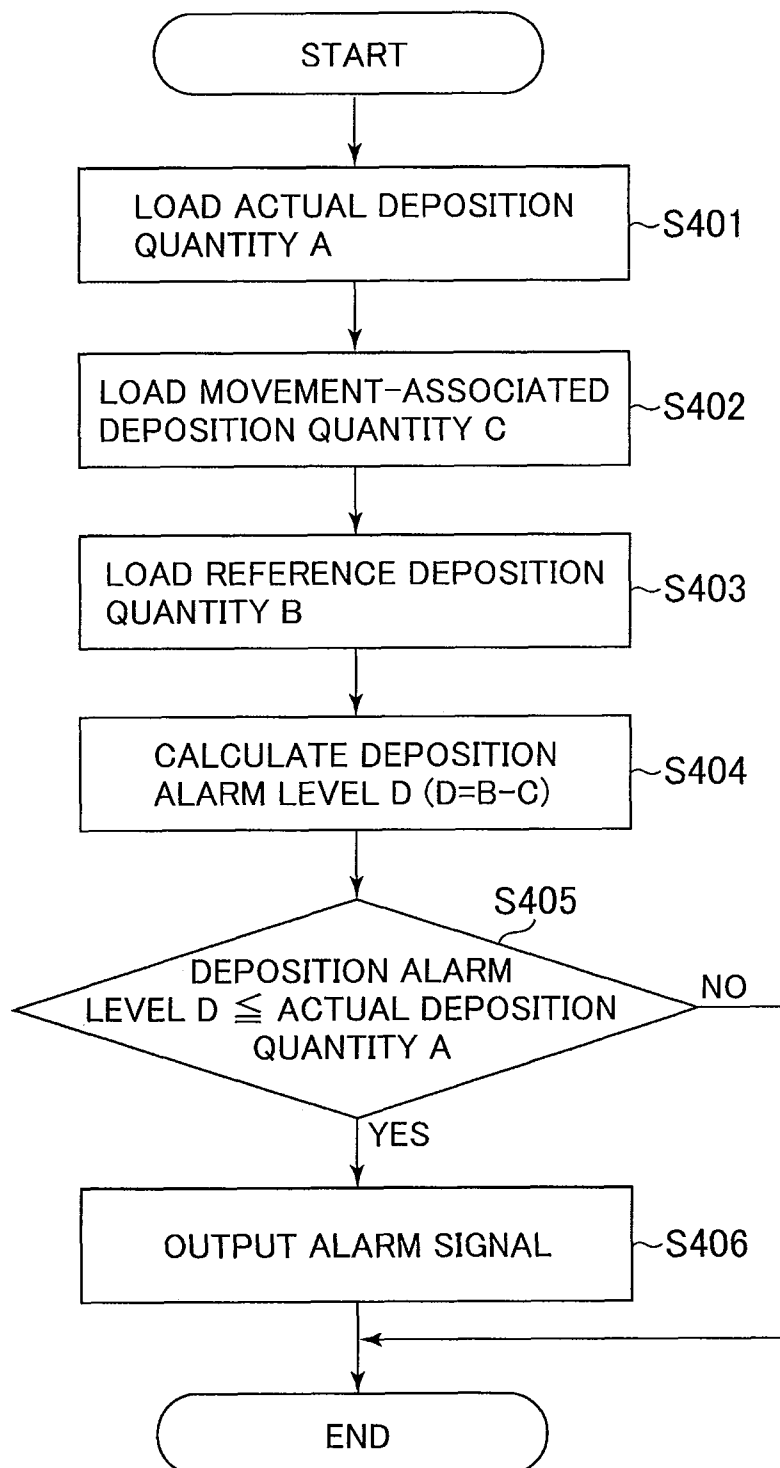 START
LOAD ACTUAL DEPOSITION
QUANTITY A
S401
LOAD MOVEMENT-ASSOCIATED
DEPOSITION QUANTITY C
S402
LOAD REFERENCE DEPOSITION
QUANTITY B
S403
CALCULATE DEPOSITION
ALARM LEVEL D (D=B-C)
S404
S405
DEPOSITION ALARM
LEVEL D ≦ ACTUAL DEPOSITION
QUANTITY A
NO
YES
OUTPUT ALARM SIGNAL
S406
END